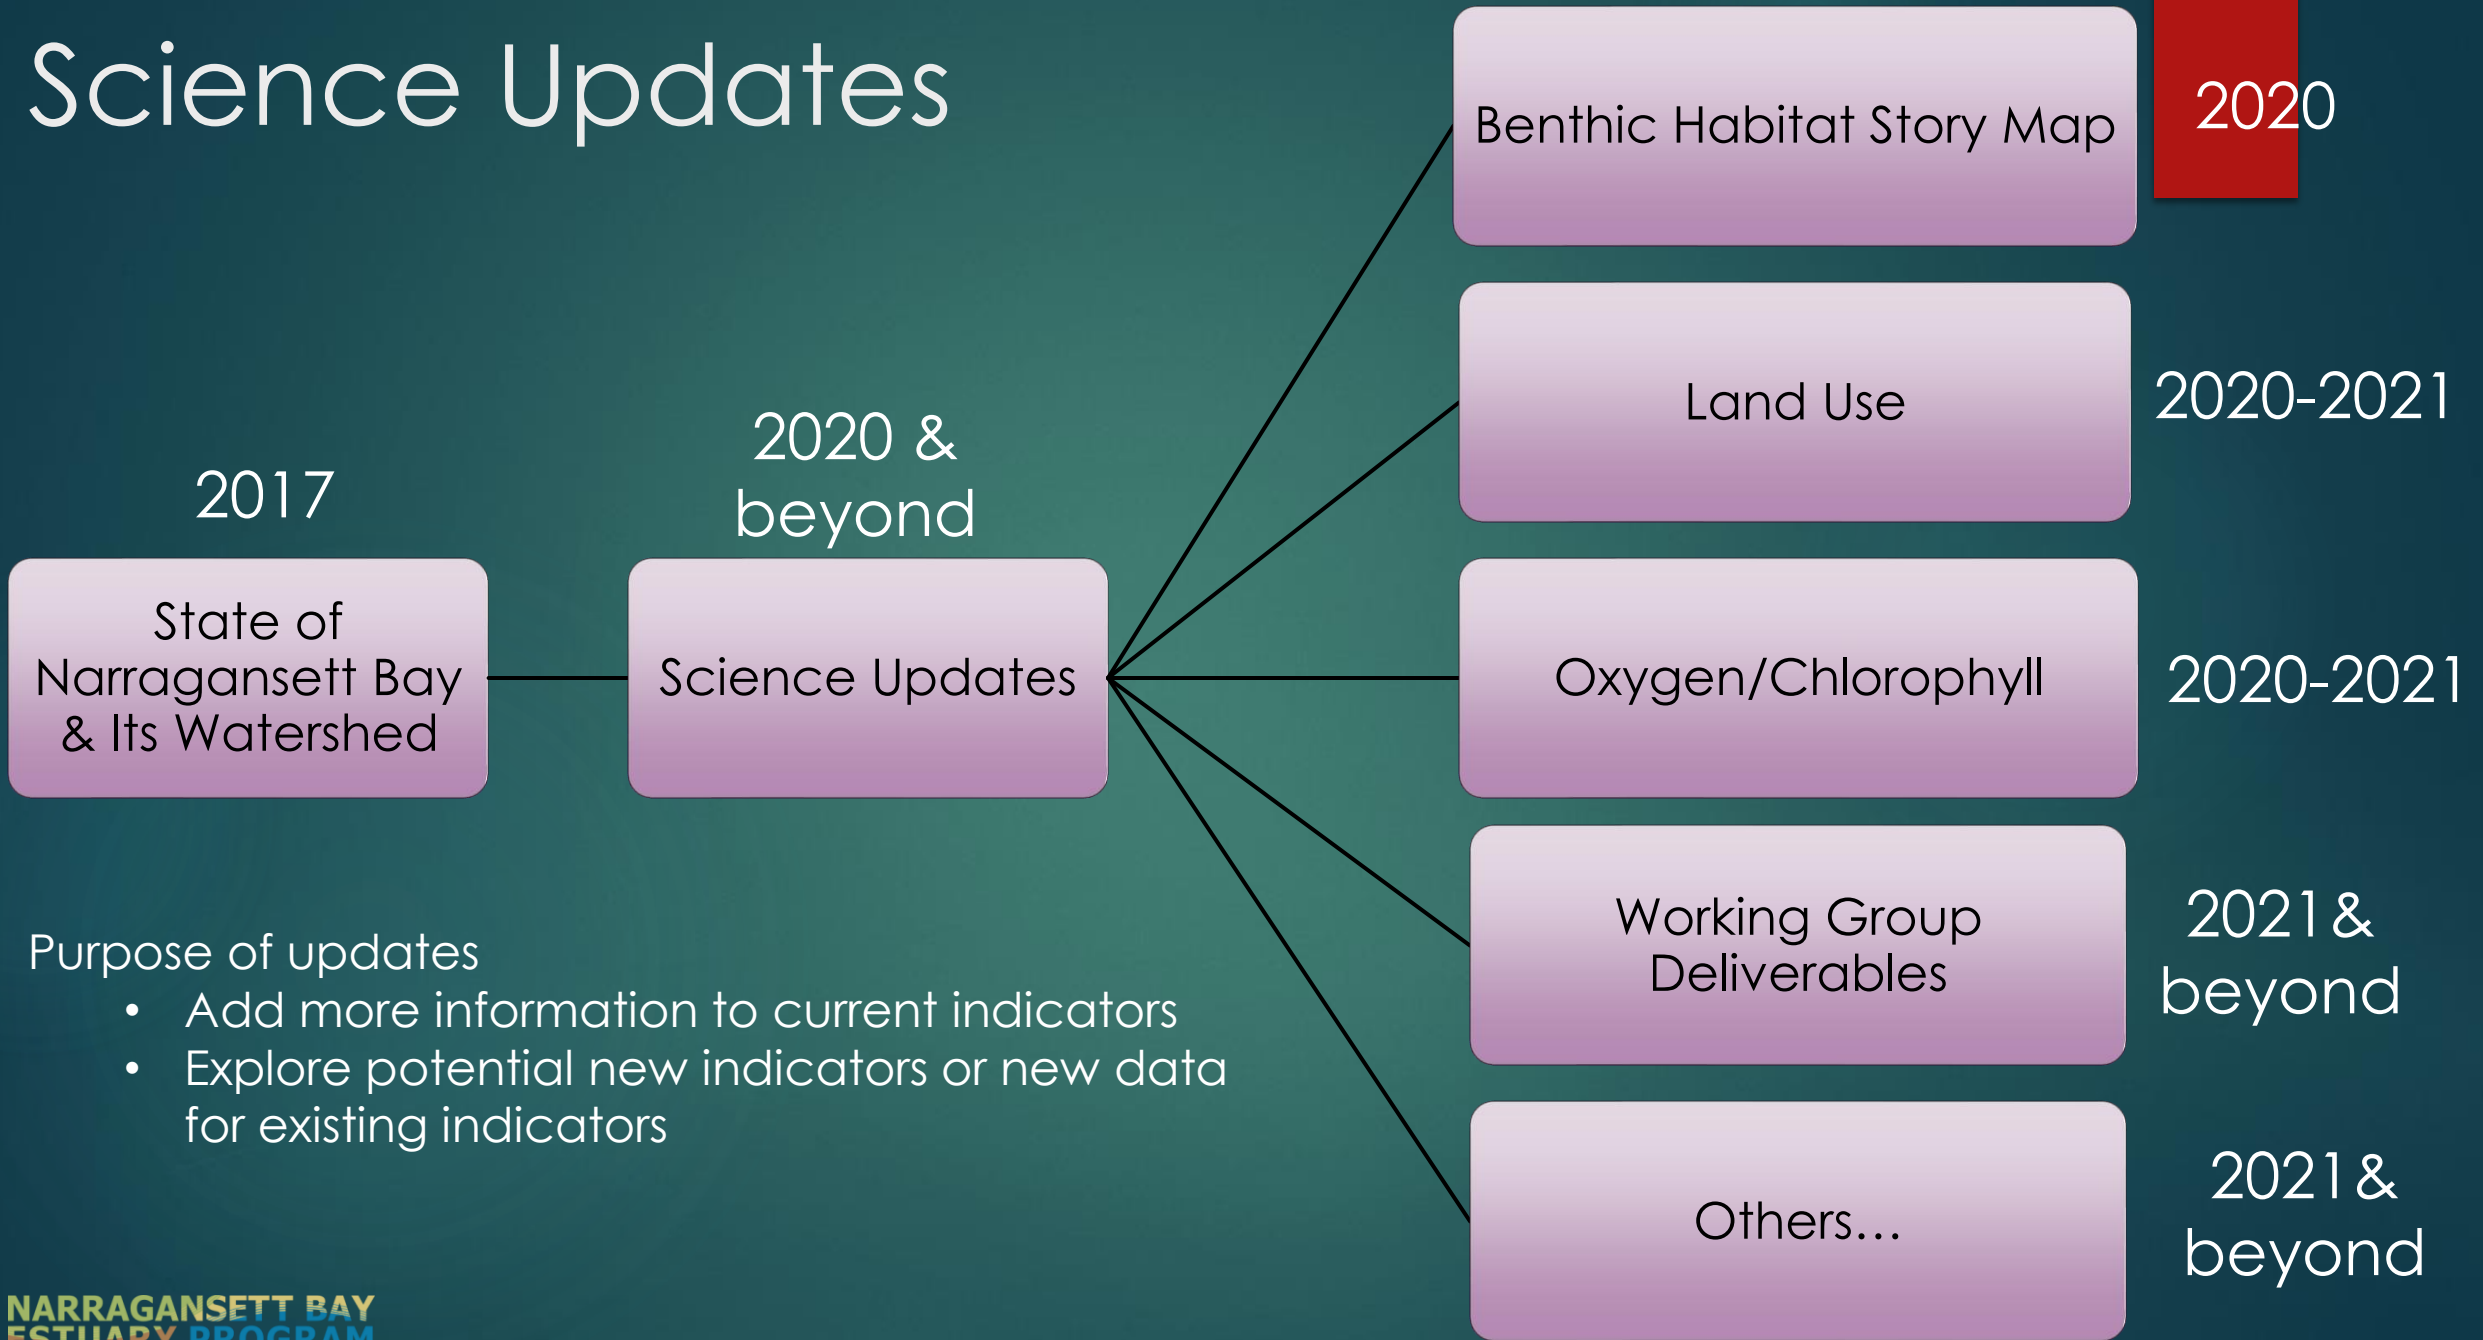 Science Updates
2017
State of
Narragansett Bay
& Its Watershed
2020 &
beyond
Science Updates
Benthic Habitat Story Map
2020
Land Use
2020-2021
Oxygen/Chlorophyll
2020-2021
Working Group
Deliverables
2021&
beyond
Others…
2021&
beyond
Purpose of updates
• Add more information to current indicators
• Explore potential new indicators or new data
for existing indicators
NARRAGANSETT BAY
ESTUARY PROGRAM